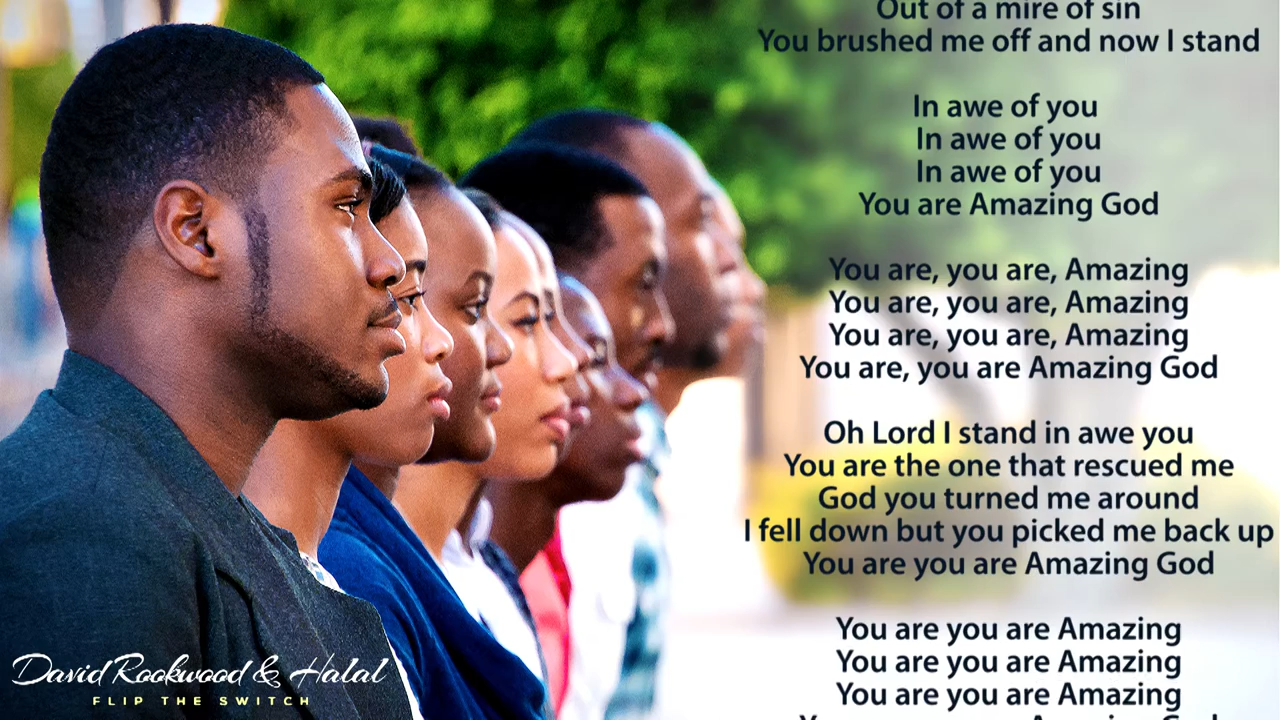 Out of a mire of sin
You brushed me off and now I stand
In awe of you
In awe of you
In awe of you
You are Amazing God
You are, you are, Amazing
You are, you are, Amazing
You are, you are, Amazing
You are, you are Amazing God
Oh Lord I stand in awe you
You are the one that rescued me
God you turned me around
I fell down but you picked me back up
You are you are Amazing God
You are you are Amazing
You are you are Amazing
You are you are Amazing
David Rookwood & Halal
FLIP THE SWITCH